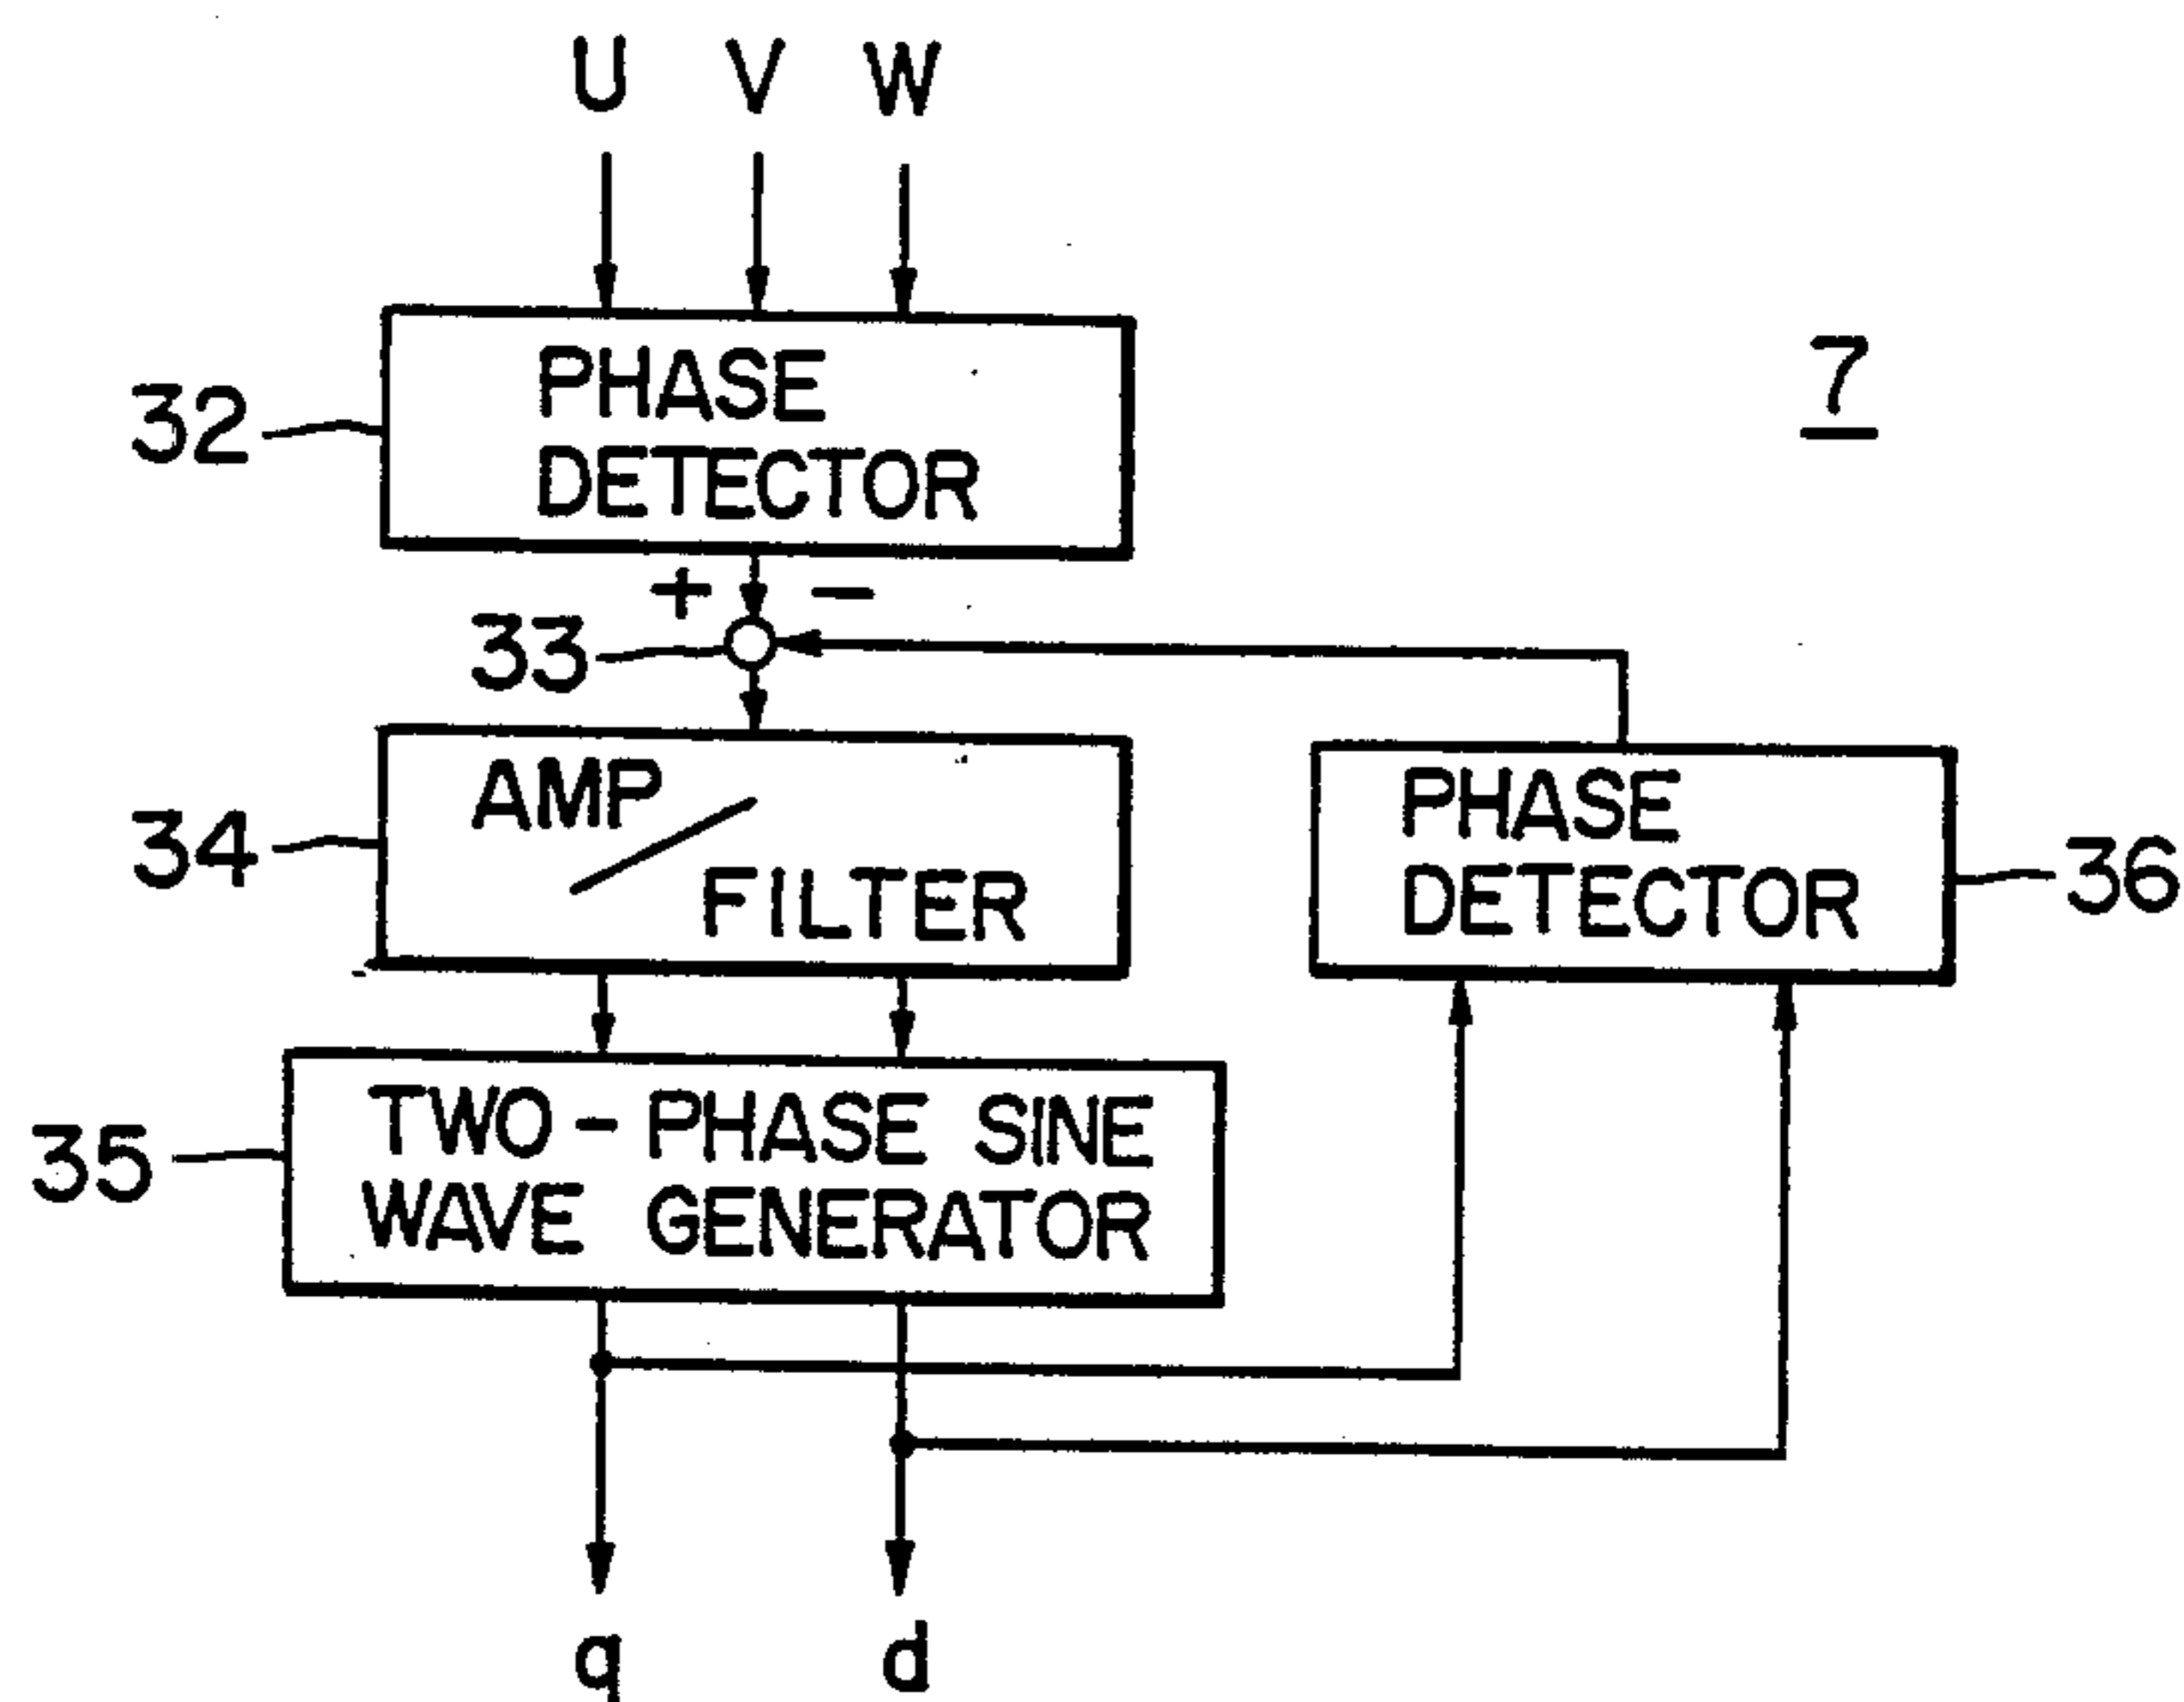 U V W
PHASE
DETECTOR
7
32
+ −
33
AMP
/
FILTER
34
PHASE
DETECTOR
36
TWO-PHASE SINE
WAVE GENERATOR
35
q d